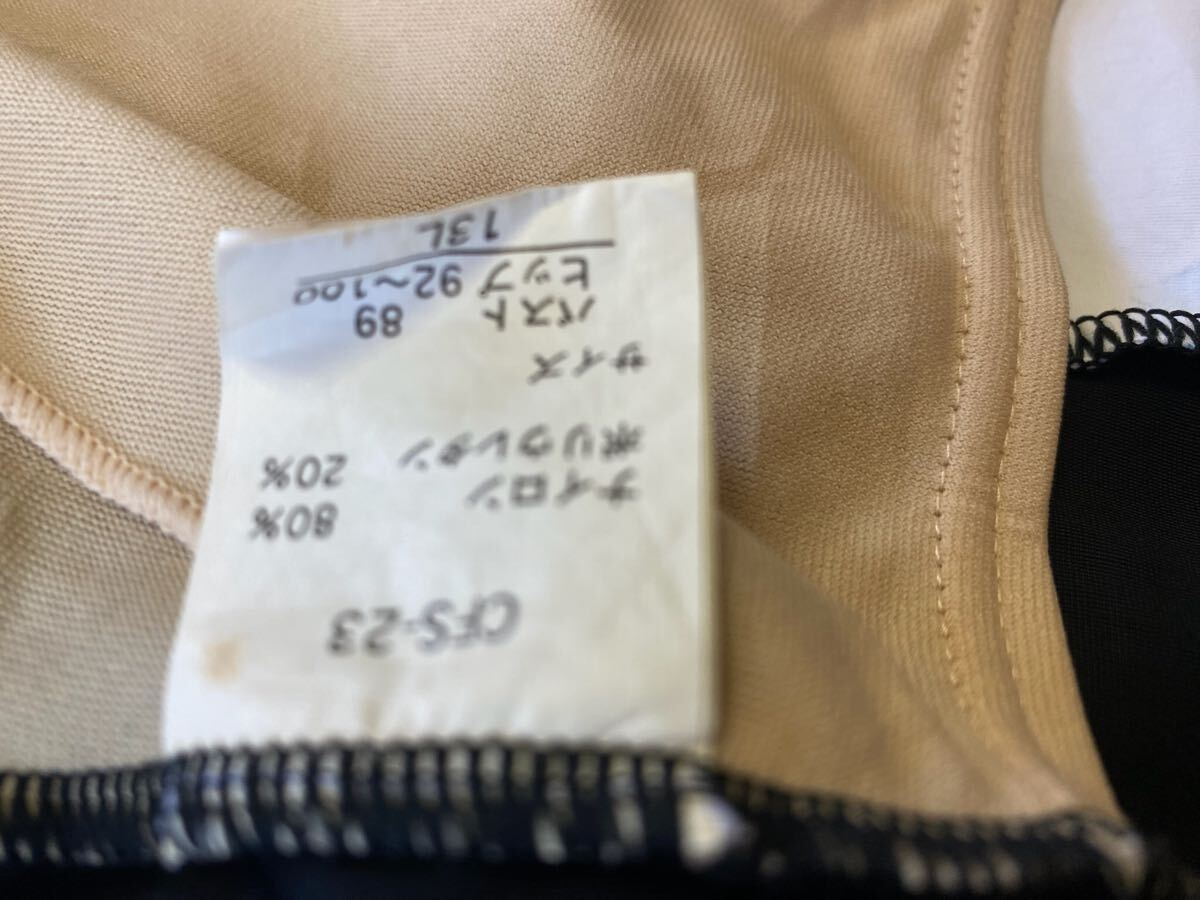 CFS-23
ナイロン 80%
ポリウレタン 20%
サイズ
バスト 89
ヒップ 92〜100
13L